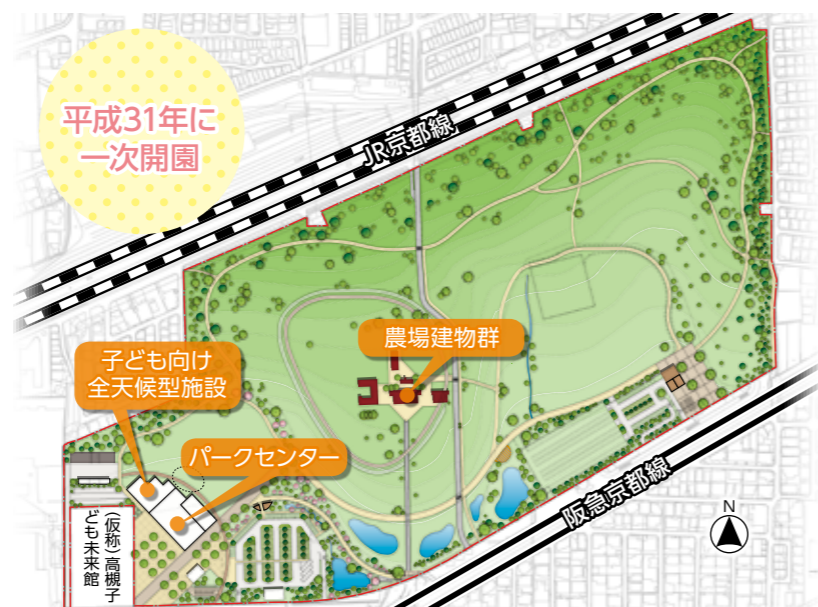 平成31年に
一次開園
JR京都線
農場建物群
子ども向け
全天候型施設
パークセンター
阪急京都線
N
（仮称）高槻子
ども未来館